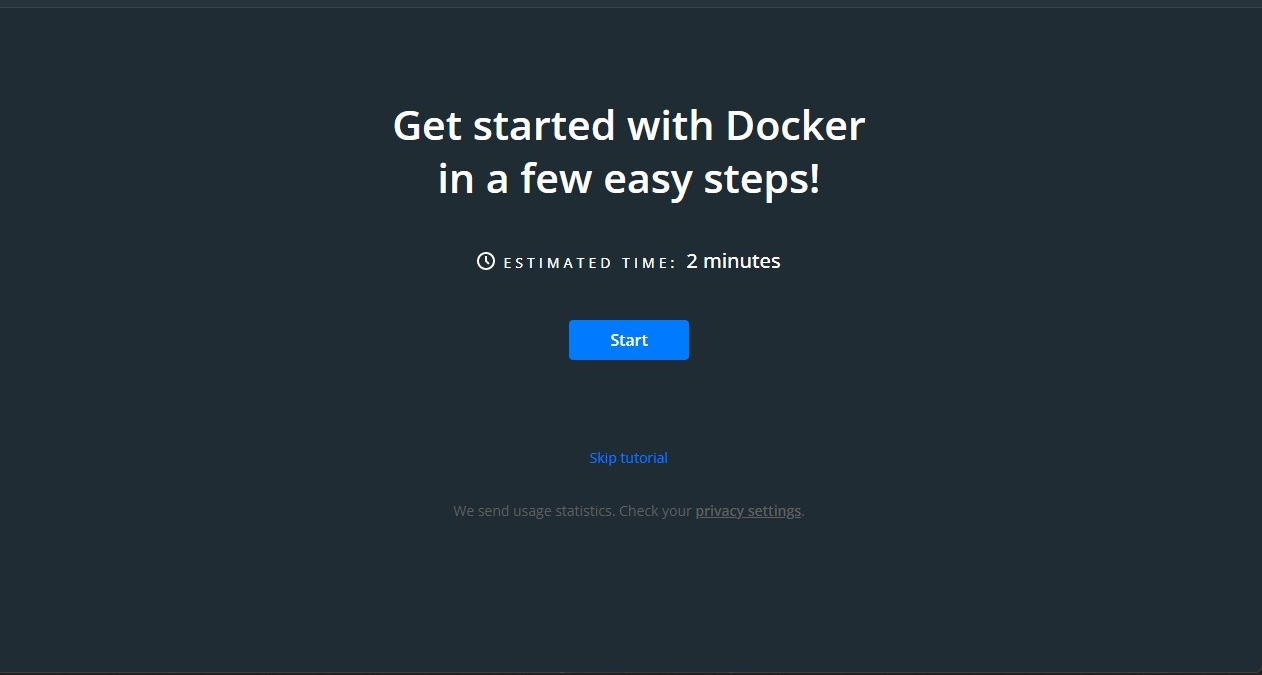 Get started with Docker
in a few easy steps!
ESTIMATED TIME: 2 minutes
Start
Skip tutorial
We send usage statistics. Check your privacy settings.